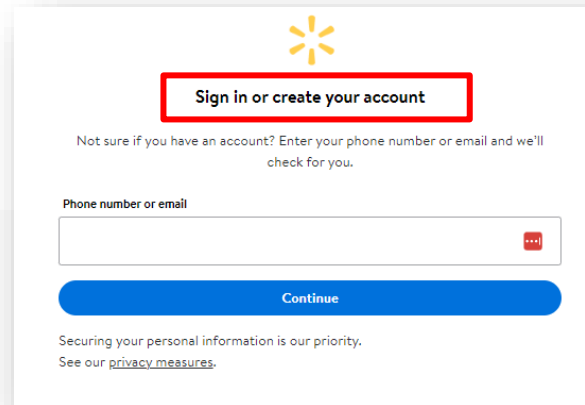 Sign in or create your account
Not sure if you have an account? Enter your phone number or email and we'll
check for you.
Phone number or email
Continue
Securing your personal information is our priority.
See our privacy measures.